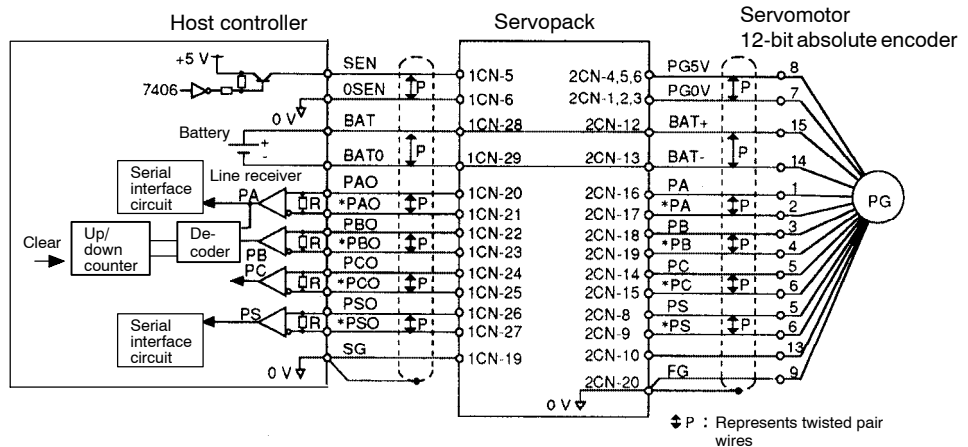 Host controller Servopack Servomotor
12-bit absolute encoder
+5 V SEN 1CN-5 2CN-4,5,6 PG5V 8
P P
7406 0SEN 1CN-6 2CN-1,2,3 PG0V 7
0 V
BAT 1CN-28 2CN-12 BAT+ 15
Battery + P P
- BAT0 1CN-29 2CN-13 BAT- 14
Line receiver
Serial interface circuit PA R PAO 1CN-20 2CN-16 PA 1
*PAO P 1CN-21 2CN-17 *PA P 2
PG
Clear Up/down counter De-coder PB R PBO 1CN-22 2CN-18 PB 3
*PBO P 1CN-23 2CN-19 *PB P 4
PC R PCO 1CN-24 2CN-14 PC 5
*PCO P 1CN-25 2CN-15 *PC P 6
Serial interface circuit PS R PSO 1CN-26 2CN-8 PS 5
*PSO P 1CN-27 2CN-9 *PS P 6
SG 1CN-19 2CN-10 13
0 V 2CN-20 FG 9
0 V
P : Represents twisted pair
wires